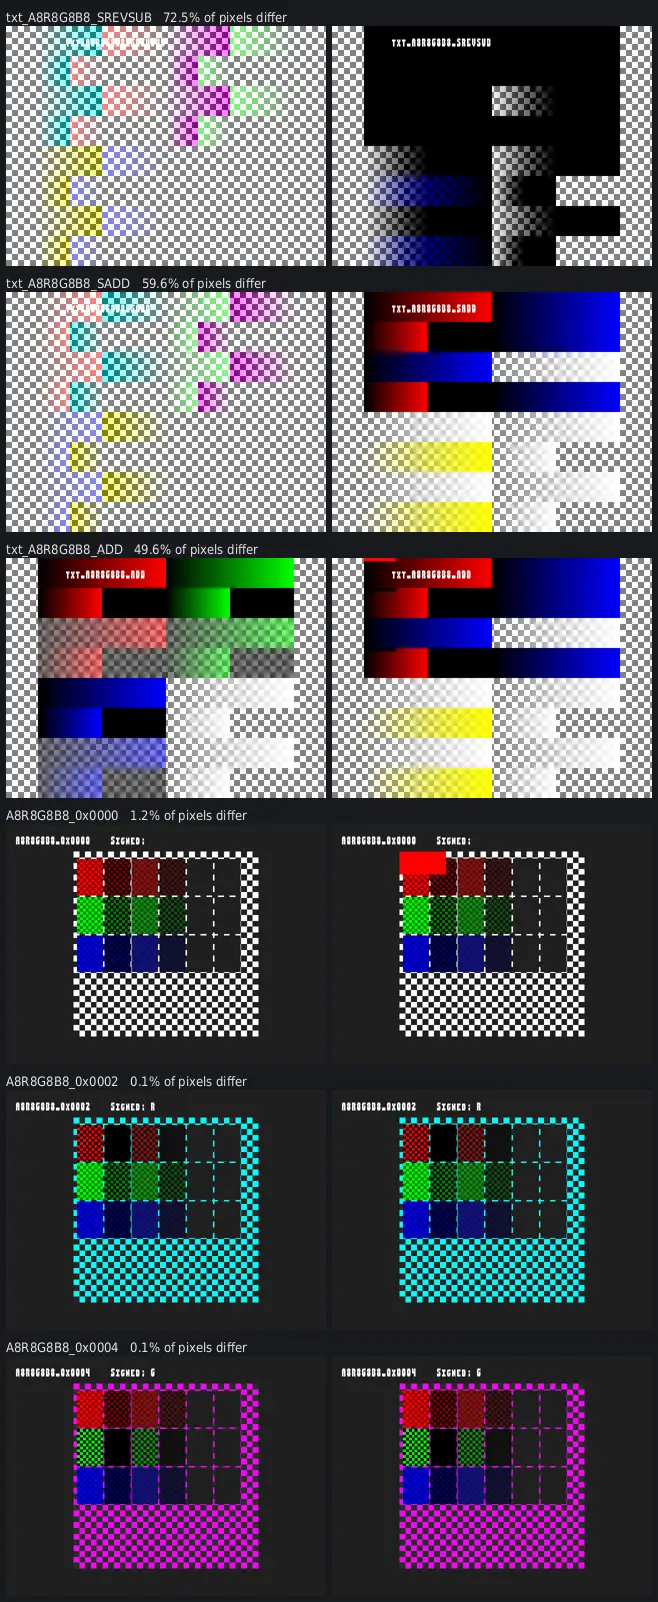 txt_A8R8G8B8_SREVSUB 72.5% of pixels differ
TXT_A8R8G8B8_SREVSUB
txt_A8R8G8B8_SADD 59.6% of pixels differ
TXT_A8R8G8B8_SADD
txt_A8R8G8B8_ADD 49.6% of pixels differ
TXT_A8R8G8B8_ADD TXT_A8R8G8B8_ADD
A8R8G8B8_0x0000 1.2% of pixels differ
A8R8G8B8_0x0000 Signed: A8R8G8B8_0x0000 Signed:
A8R8G8B8_0x0002 0.1% of pixels differ
A8R8G8B8_0x0002 Signed: R A8R8G8B8_0x0002 Signed: R
A8R8G8B8_0x0004 0.1% of pixels differ
A8R8G8B8_0x0004 Signed: G A8R8G8B8_0x0004 Signed: G